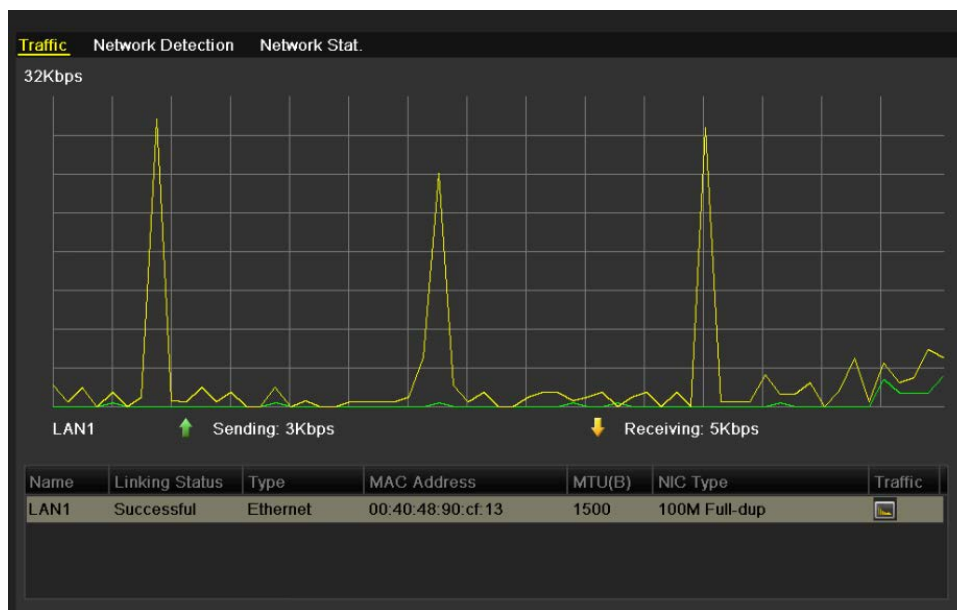 Traffic Network Detection Network Stat.
32Kbps
LAN1 Sending: 3Kbps Receiving: 5Kbps
Name Linking Status Type MAC Address MTU(B) NIC Type Traffic
LAN1 Successful Ethernet 00:40:48:90:cf:13 1500 100M Full-dup